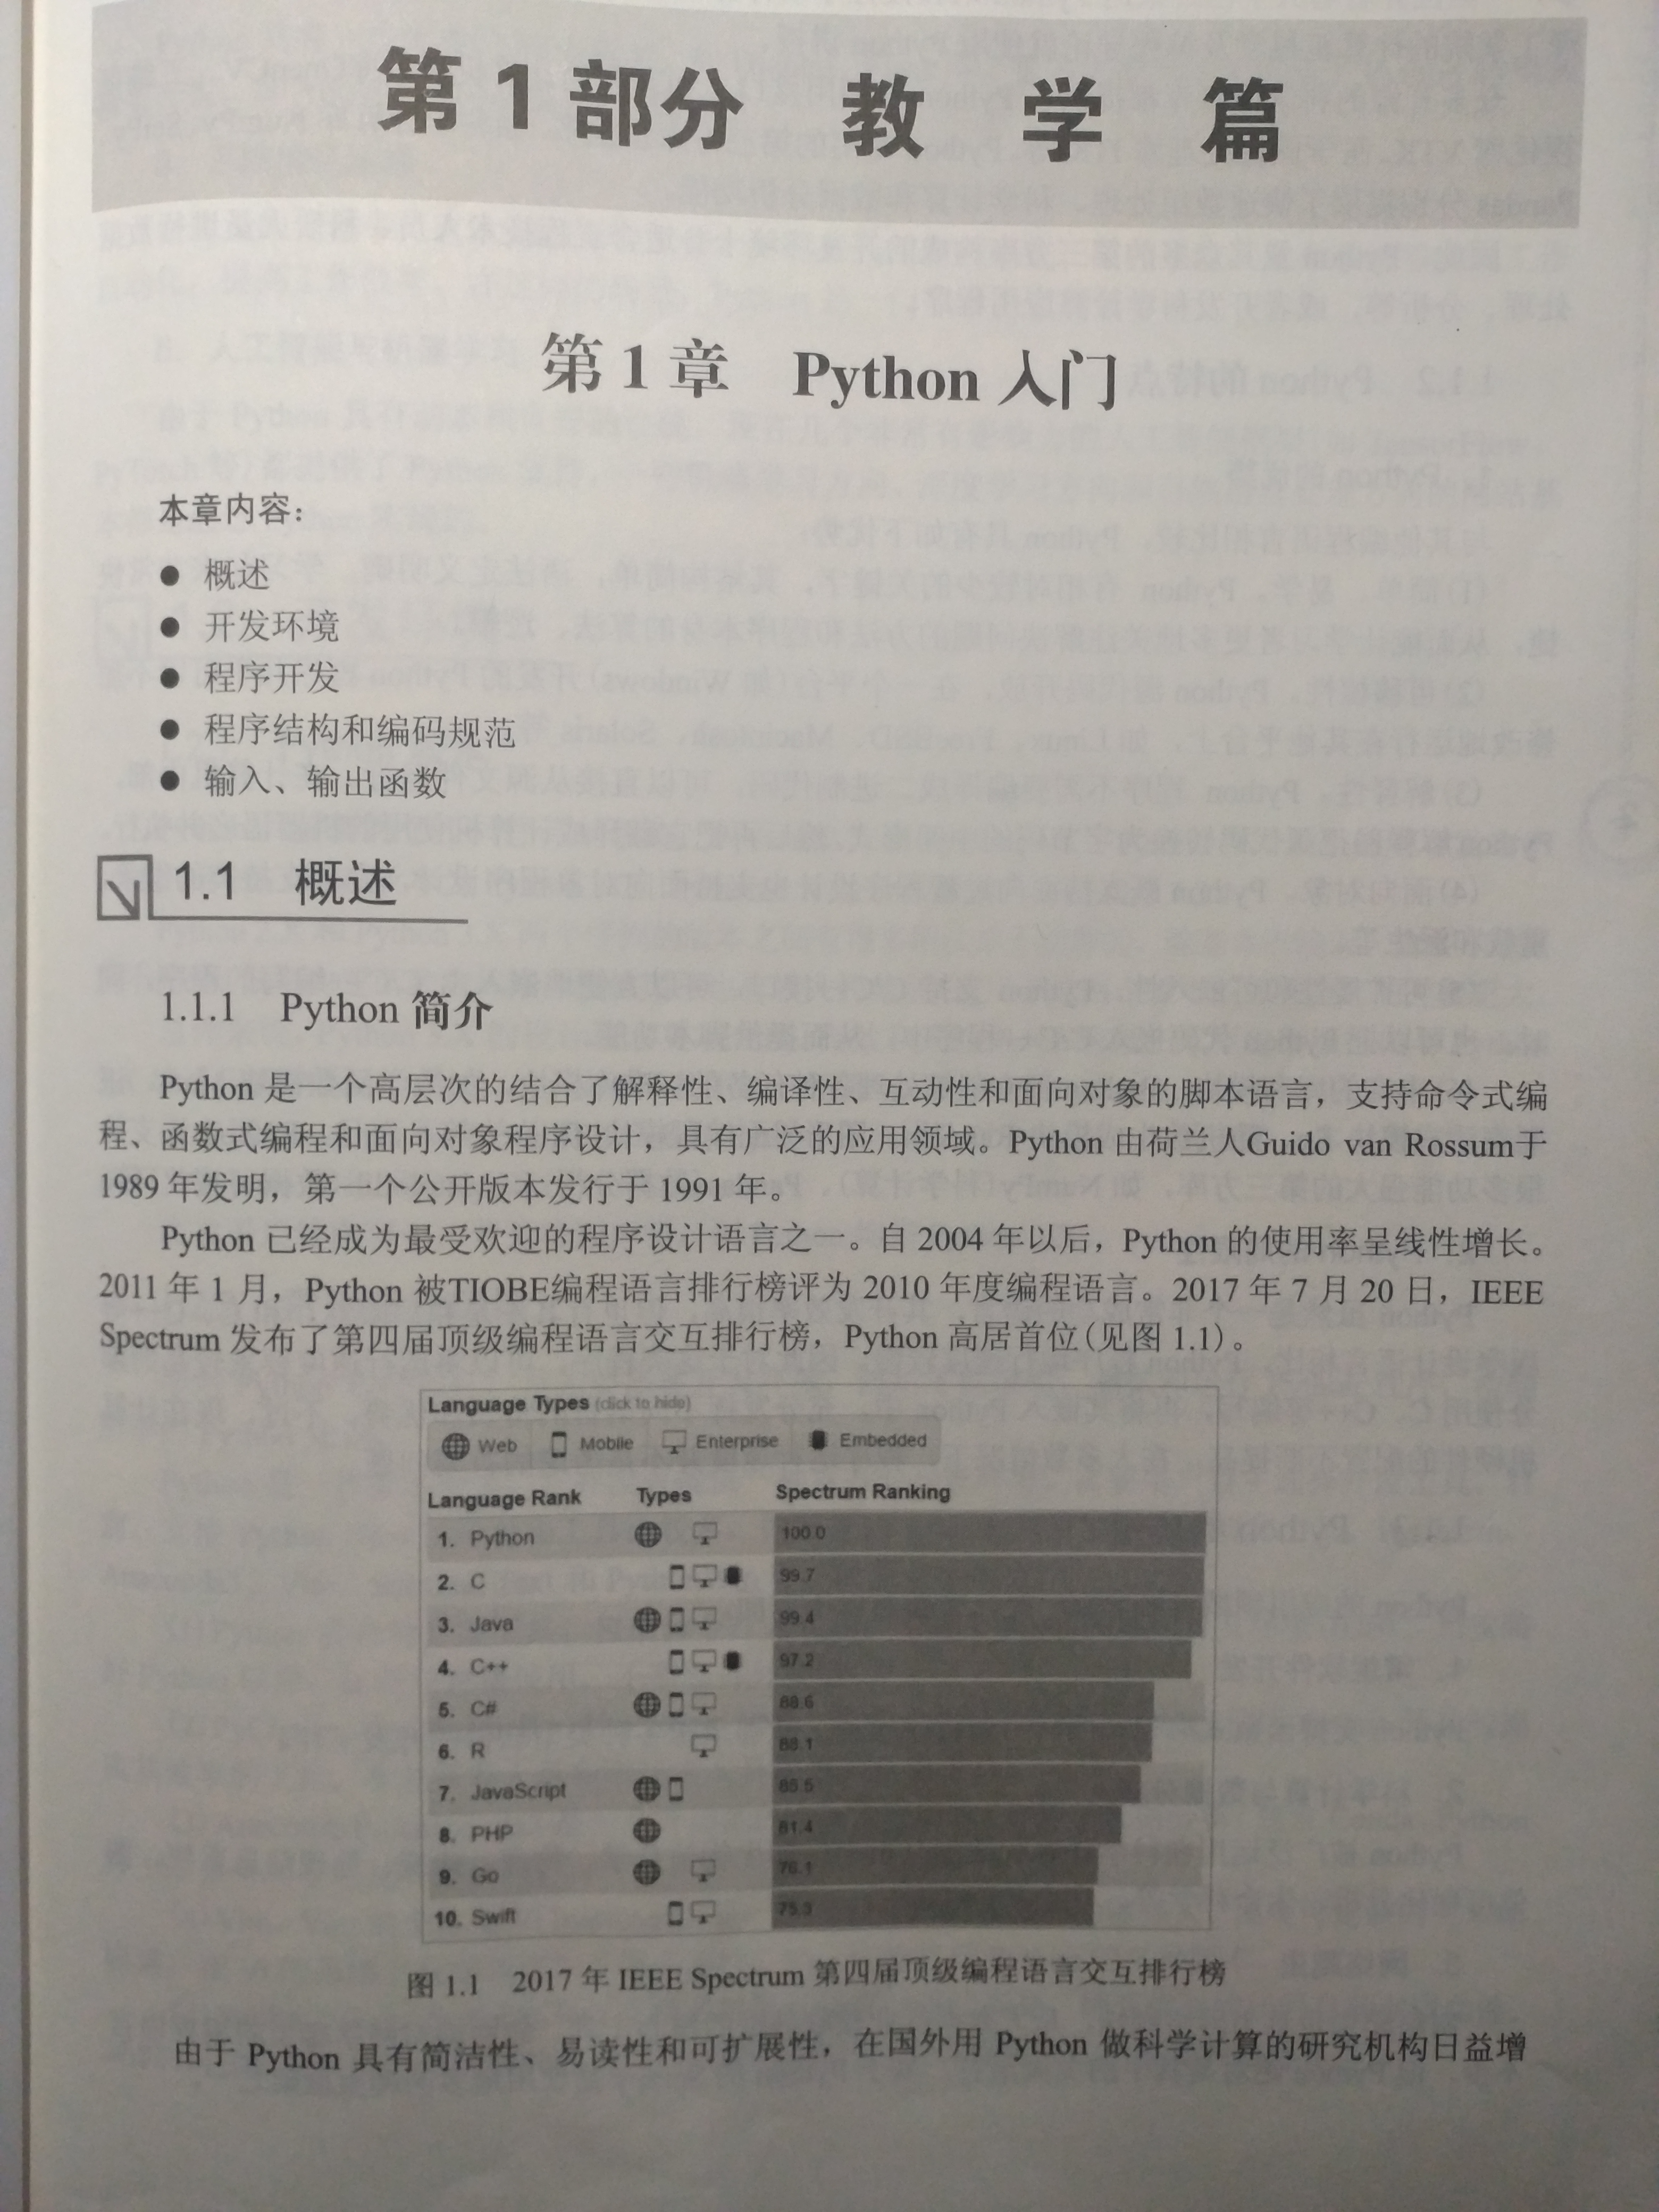 第 1 部分 教 学 篇
第 1 章 Python 入门
本章内容：
● 概述
● 开发环境
● 程序开发
● 程序结构和编码规范
● 输入、输出函数
1.1 概述
1.1.1 Python 简介
Python 是一个高层次的结合了解释性、编译性、互动性和面向对象的脚本语言，支持命令式编
程、函数式编程和面向对象程序设计，具有广泛的应用领域。Python 由荷兰人Guido van Rossum于
1989 年发明，第一个公开版本发行于 1991 年。
Python 已经成为最受欢迎的程序设计语言之一。自 2004 年以后，Python 的使用率呈线性增长。
2011 年 1 月，Python 被TIOBE编程语言排行榜评为 2010 年度编程语言。2017 年 7 月 20 日，IEEE
Spectrum 发布了第四届顶级编程语言交互排行榜，Python 高居首位(见图 1.1)。
Language Types (click to hide)
Web Mobile Enterprise Embedded
Language Rank Types Spectrum Ranking
1. Python 100.0
2. C 99.7
3. Java 99.4
4. C++ 97.2
5. C# 88.6
6. R 88.1
7. JavaScript 85.5
8. PHP 81.4
9. Go 76.1
10. Swift 75.3
图 1.1 2017 年 IEEE Spectrum 第四届顶级编程语言交互排行榜
由于 Python 具有简洁性、易读性和可扩展性，在国外用 Python 做科学计算的研究机构日益增